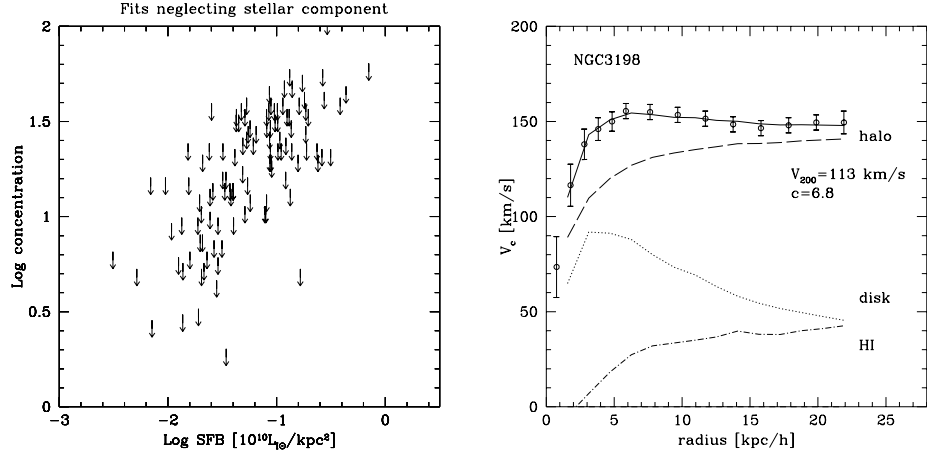 Fits neglecting stellar component
2
1.5
1
0.5
0
Log concentration
−3
−2
−1
0
Log SFB [10¹⁰L_I⊙/kpc²]
200
150
100
50
0
V_c [km/s]
NGC3198
halo
V₂₀₀=113 km/s
c=6.8
disk
HI
0
5
10
15
20
25
radius [kpc/h]